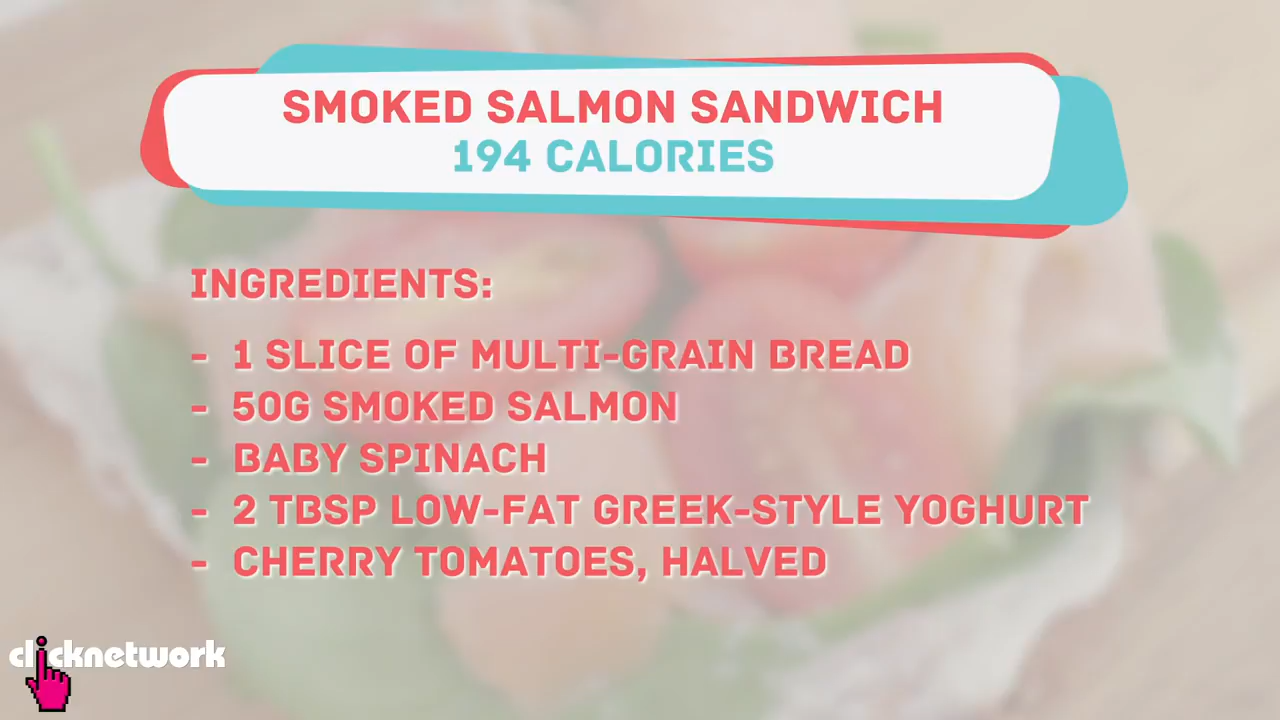 SMOKED SALMON SANDWICH
194 CALORIES
INGREDIENTS:
- 1 SLICE OF MULTI-GRAIN BREAD
- 50G SMOKED SALMON
- BABY SPINACH
- 2 TBSP LOW-FAT GREEK-STYLE YOGHURT
- CHERRY TOMATOES, HALVED
clicknetwork